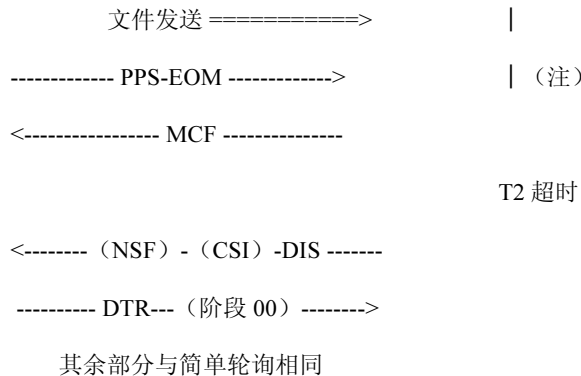 文件发送 ===========> |
------------- PPS-EOM -------------> | （注）
<----------------- MCF ---------------
T2 超时
<--------（NSF）-（CSI）-DIS -------
---------- DTR---（阶段 00）-------->
其余部分与简单轮询相同